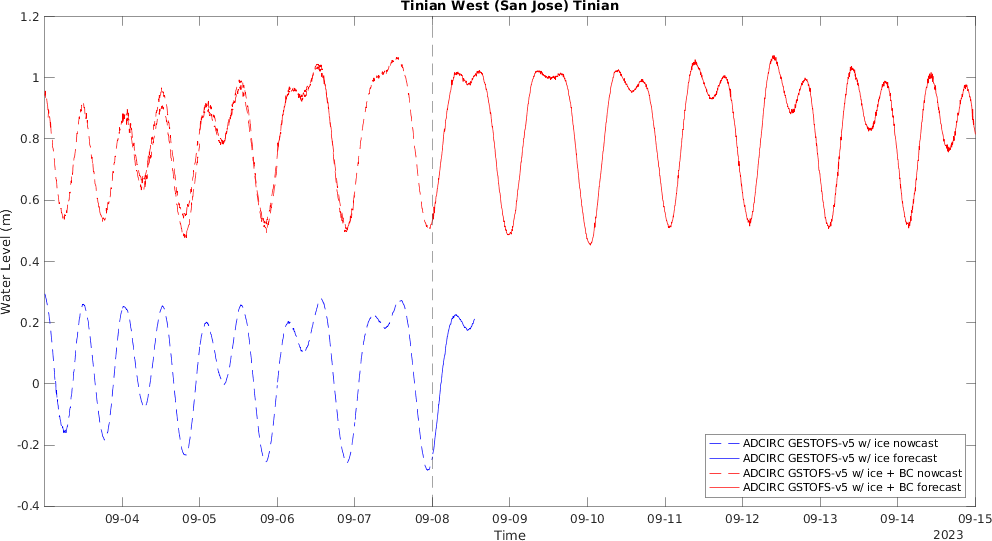 Tinian West (San Jose) Tinian
Water Level (m)
1.2
1
0.8
0.6
0.4
0.2
0
-0.2
-0.4
ADCIRC GESTOFS-v5 w/ ice nowcast
ADCIRC GESTOFS-v5 w/ ice forecast
ADCIRC GSTOFS-v5 w/ ice + BC nowcast
ADCIRC GSTOFS-v5 w/ ice + BC forecast
09-04 09-05 09-06 09-07 09-08 09-09 09-10 09-11 09-12 09-13 09-14 09-15
Time
2023